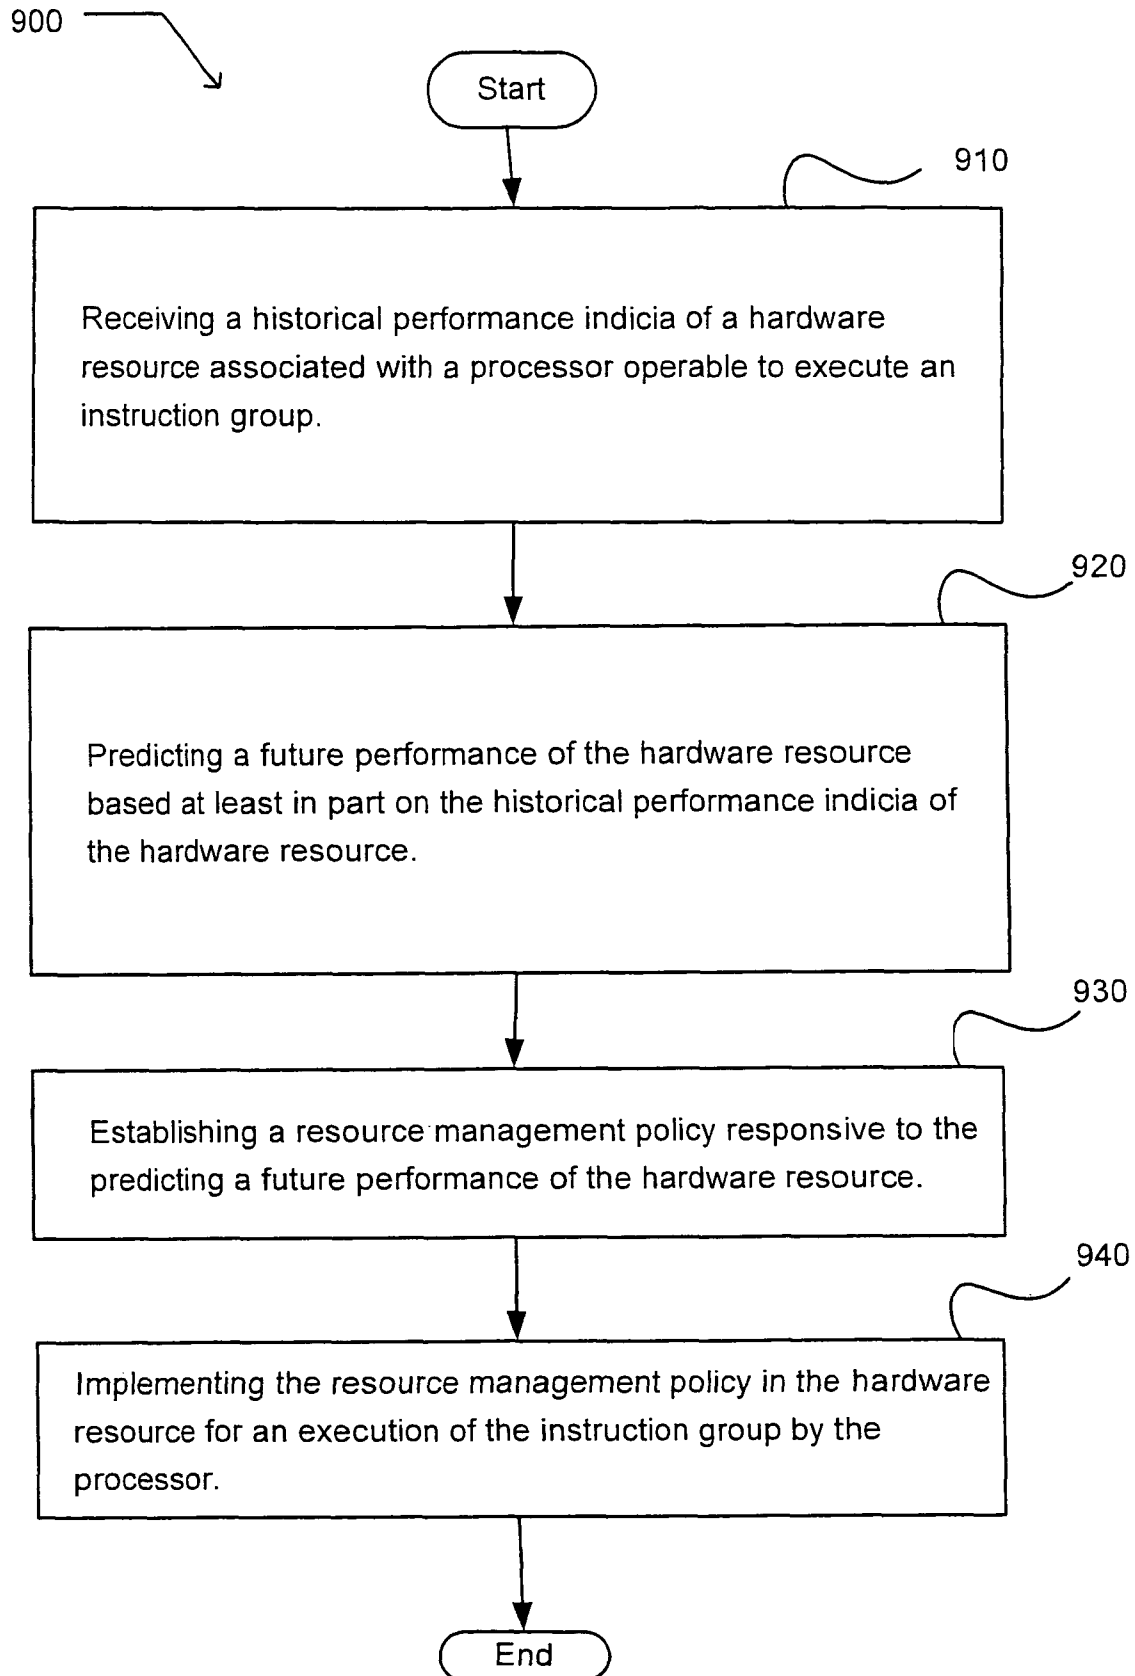 900
Start
910
Receiving a historical performance indicia of a hardware
resource associated with a processor operable to execute an
instruction group.
920
Predicting a future performance of the hardware resource
based at least in part on the historical performance indicia of
the hardware resource.
930
Establishing a resource management policy responsive to the
predicting a future performance of the hardware resource.
940
Implementing the resource management policy in the hardware
resource for an execution of the instruction group by the
processor.
End